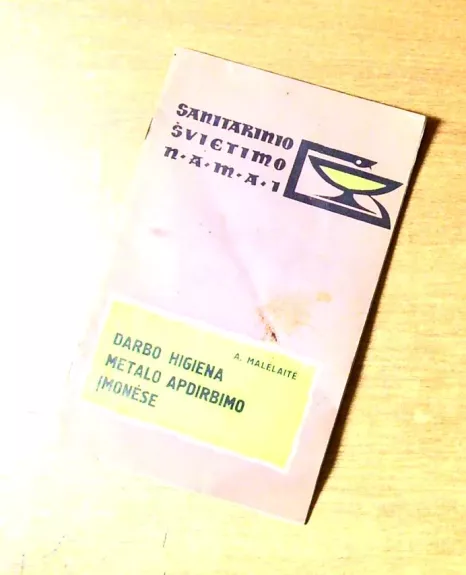 SANITARINIO
ŠVIETIMO
N·A·M·A·I
A. MALELAITĖ
DARBO HIGIENA
METALO APDIRBIMO
ĮMONĖSE